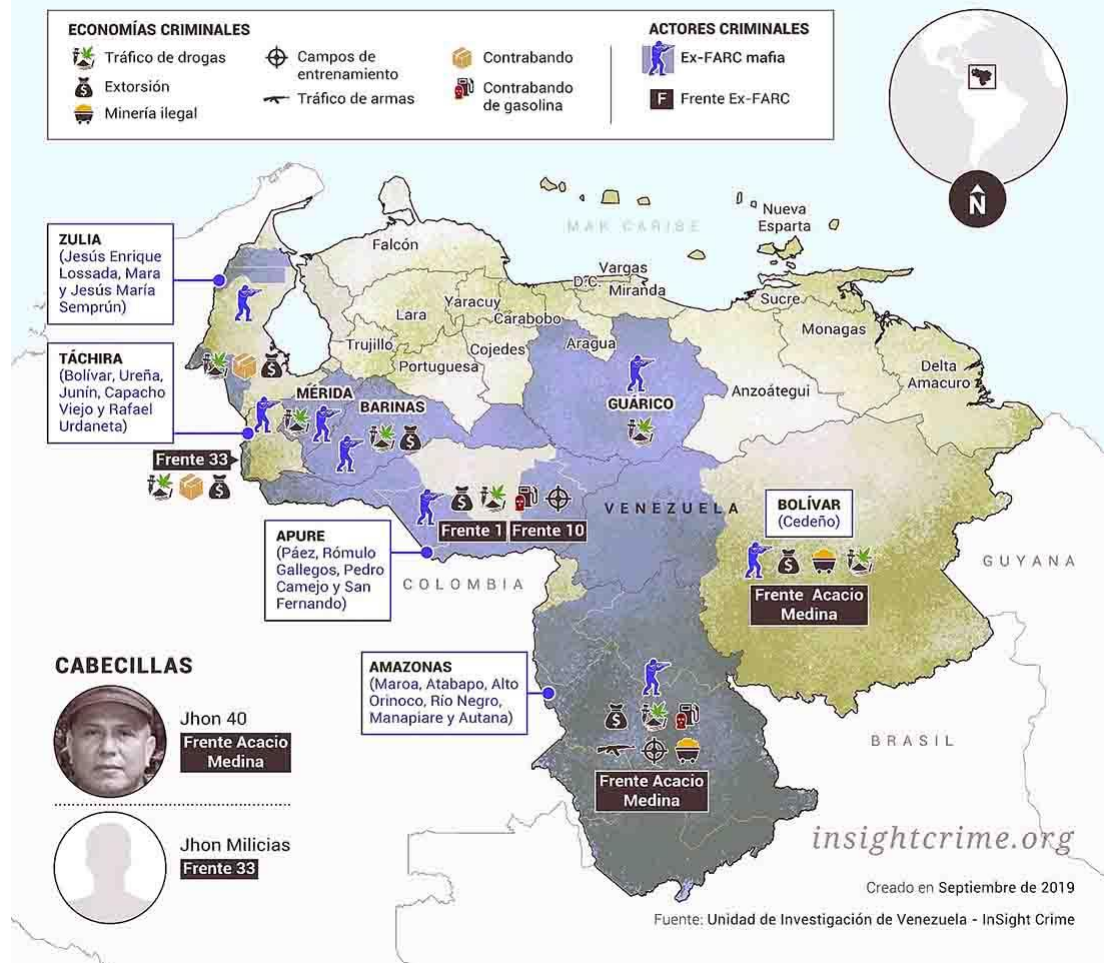 ECONOMÍAS CRIMINALES
Tráfico de drogas
Extorsión
Minería ilegal
Campos de
entrenamiento
Tráfico de armas
Contrabando
Contrabando
de gasolina
ACTORES CRIMINALES
Ex-FARC mafia
F Frente Ex-FARC
N
MAR CARIBE
Nueva
Esparta
Falcón
Vargas
D.C.
Miranda
Yaracuy
Carabobo
Lara
Sucre
Monagas
Trujillo
Cojedes
Aragua
Portuguesa
Delta
Amacuro
Anzoátegui
ZULIA
(Jesús Enrique
Lossada, Mara
y Jesús María
Semprún)
TÁCHIRA
(Bolívar, Ureña,
Junín, Capacho
Viejo y Rafael
Urdaneta)
MÉRIDA
BARINAS
GUÁRICO
Frente 33
Frente 1
Frente 10
VENEZUELA
BOLÍVAR
(Cedeño)
Frente Acacio
Medina
GUYANA
APURE
(Páez, Rómulo
Gallegos, Pedro
Camejo y San
Fernando)
COLOMBIA
AMAZONAS
(Maroa, Atabapo, Alto
Orinoco, Río Negro,
Manapiare y Autana)
Frente Acacio
Medina
BRASIL
CABECILLAS
Jhon 40
Frente Acacio
Medina
Jhon Milicias
Frente 33
insightcrime.org
Creado en Septiembre de 2019
Fuente: Unidad de Investigación de Venezuela - InSight Crime